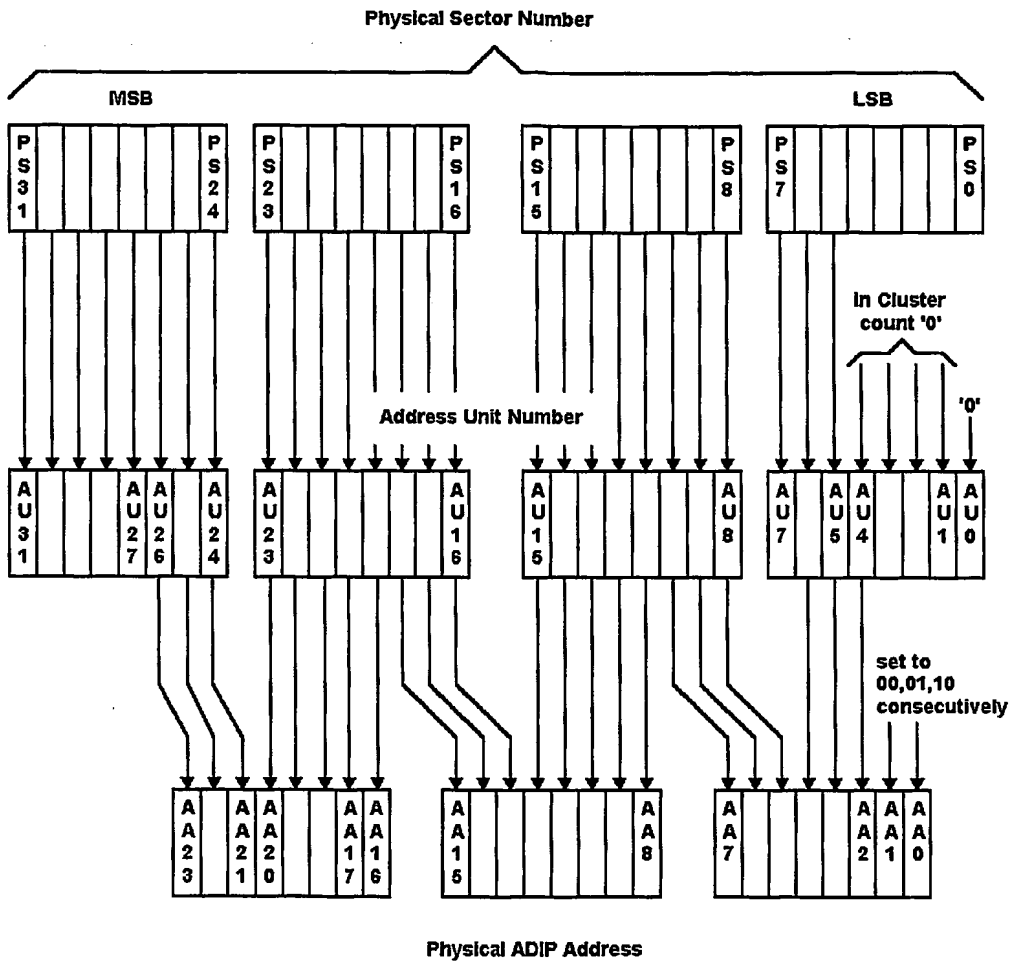 Physical Sector Number
MSB
LSB
PS31
PS24
PS23
PS16
PS15
PS8
PS7
PS0
In Cluster
count '0'
'0'
Address Unit Number
AU31
AU27
AU26
AU24
AU23
AU16
AU15
AU8
AU7
AU5
AU4
AU1
AU0
set to
00,01,10
consecutively
AA23
AA21
AA20
AA17
AA16
AA15
AA8
AA7
AA2
AA1
AA0
Physical ADIP Address